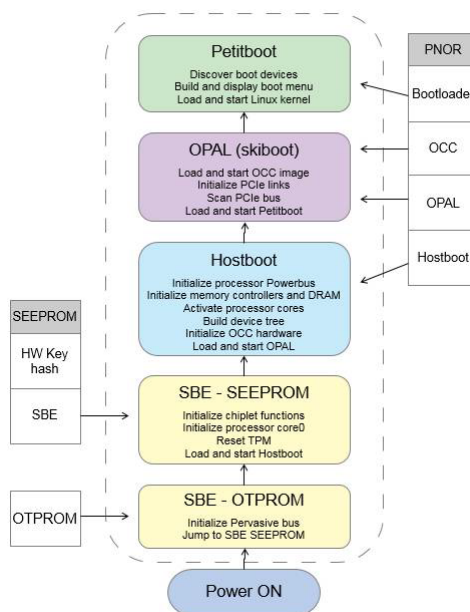 Petitboot
Discover boot devices
Build and display boot menu
Load and start Linux kernel
OPAL (skiboot)
Load and start OCC image
Initialize PCIe links
Scan PCIe bus
Load and start Petitboot
Hostboot
Initialize processor Powerbus
Initialize memory controllers and DRAM
Activate processor cores
Build device tree
Initialize OCC hardware
Load and start OPAL
SBE - SEEPROM
Initialize chiplet functions
Initialize processor core0
Reset TPM
Load and start Hostboot
SBE - OTPROM
Initialize Pervasive bus
Jump to SBE SEEPROM
Power ON
SEEPROM
HW Key
hash
SBE
OTPROM
PNOR
Bootloade
OCC
OPAL
Hostboot